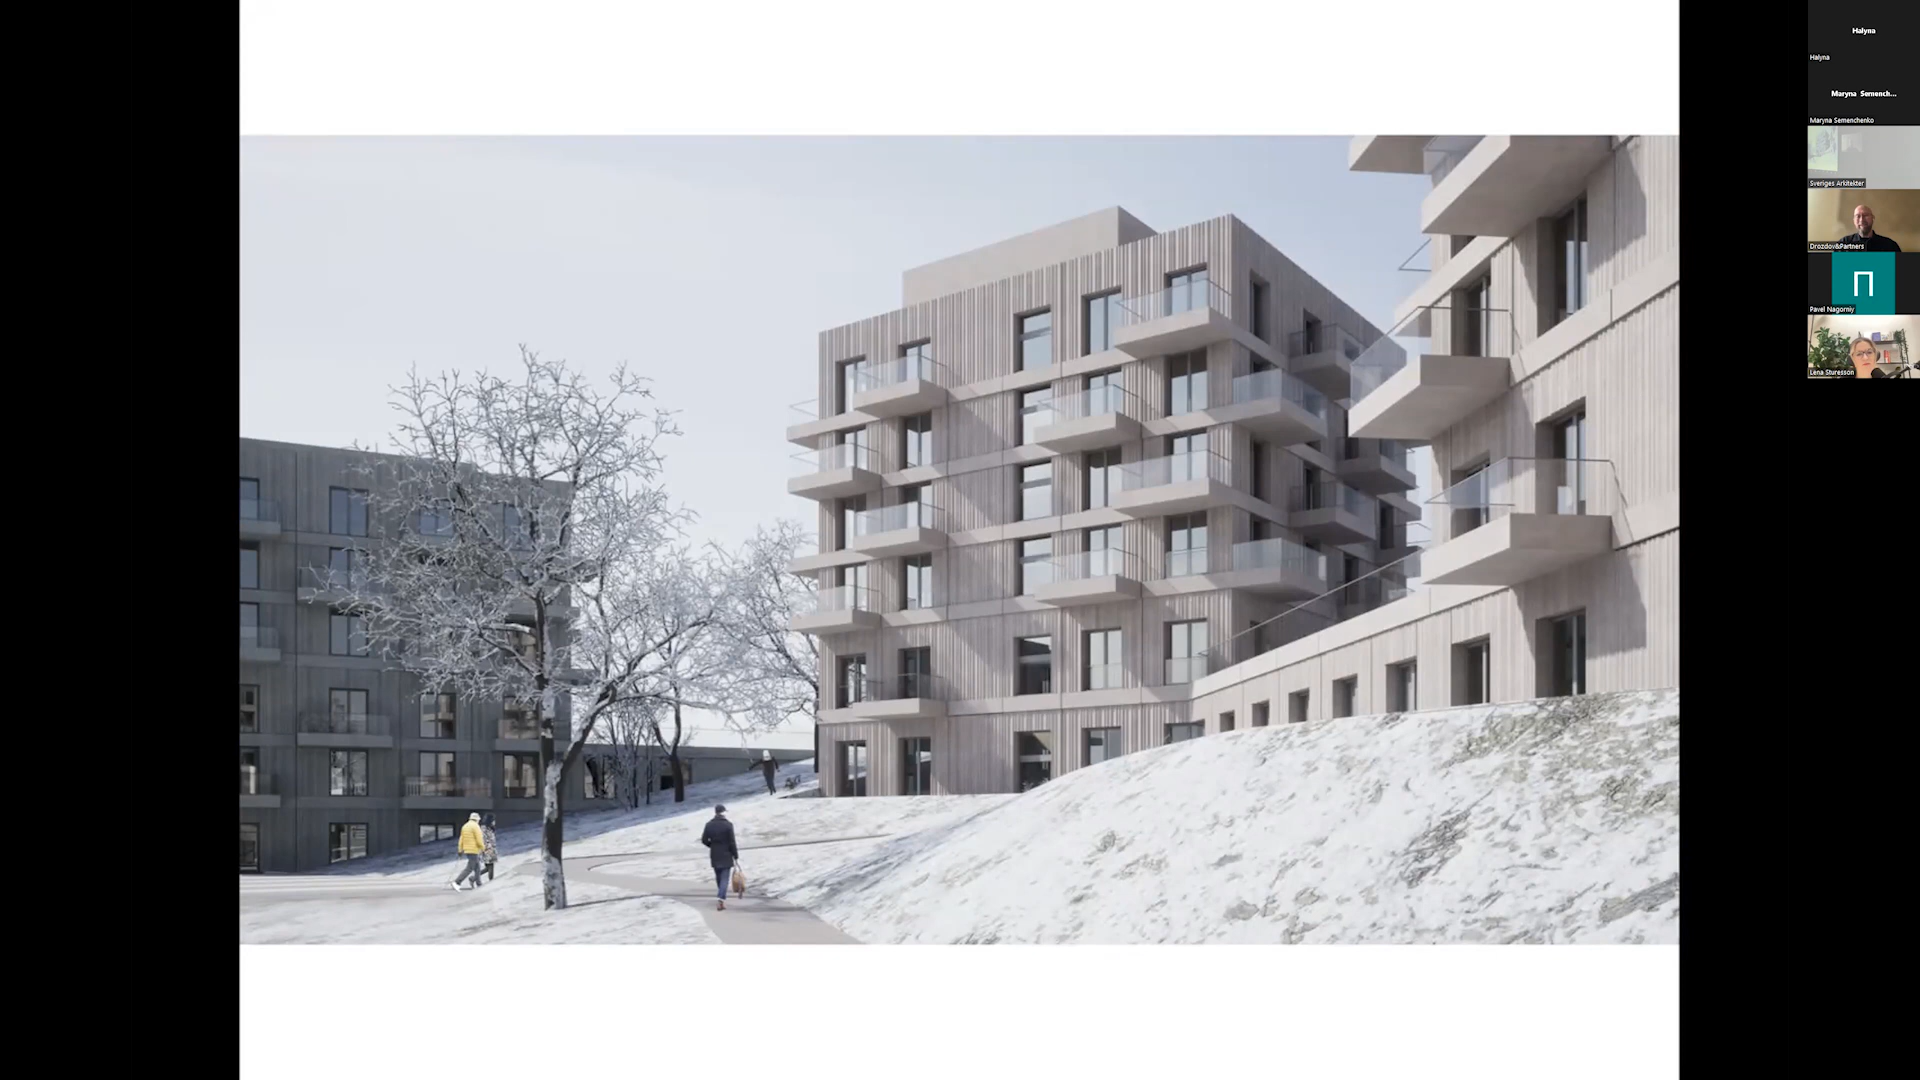 Halyna
Halyna
Maryna Semench...
Maryna Semenchenko
Sveriges Arkitekter
Drozdov&Partners
П
Pavel Nagorniy
Lena Sturesson